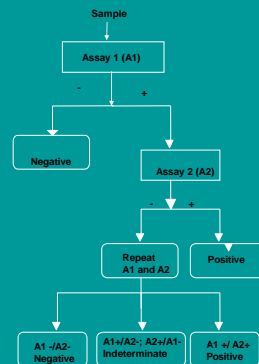 Sample
Assay 1 (A1)
- +
Negative
Assay 2 (A2)
- +
Repeat
A1 and A2
Positive
A1 -/A2-
Negative
A1+/A2-; A2+/A1-
Indeterminate
A1 +/ A2+
Positive